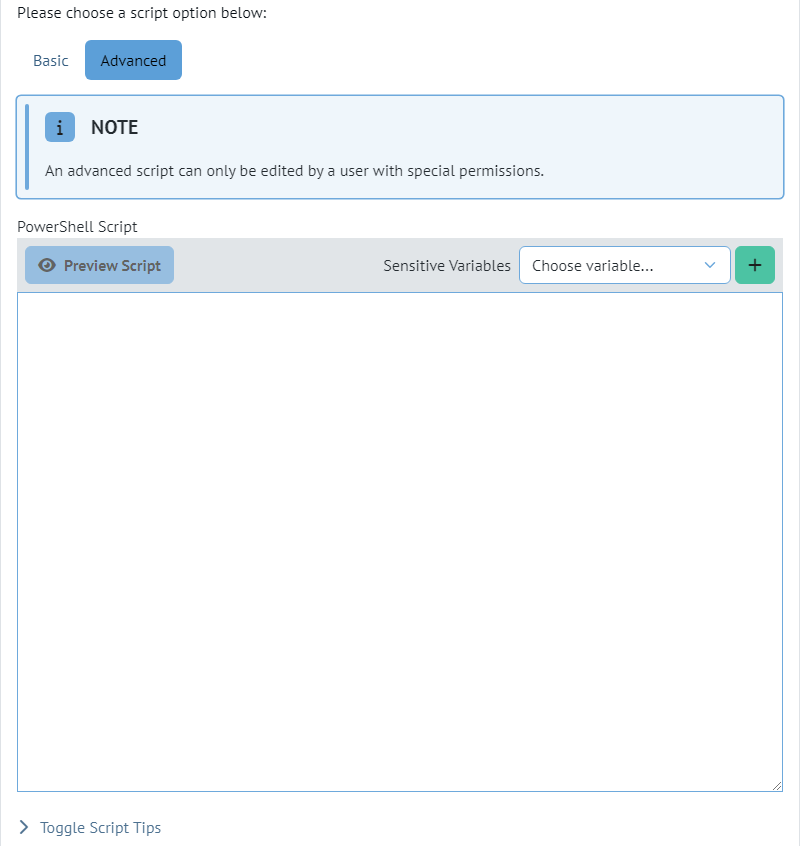 Please choose a script option below:
Basic Advanced
i NOTE
An advanced script can only be edited by a user with special permissions.
PowerShell Script
Preview Script Sensitive Variables Choose variable... +
Toggle Script Tips